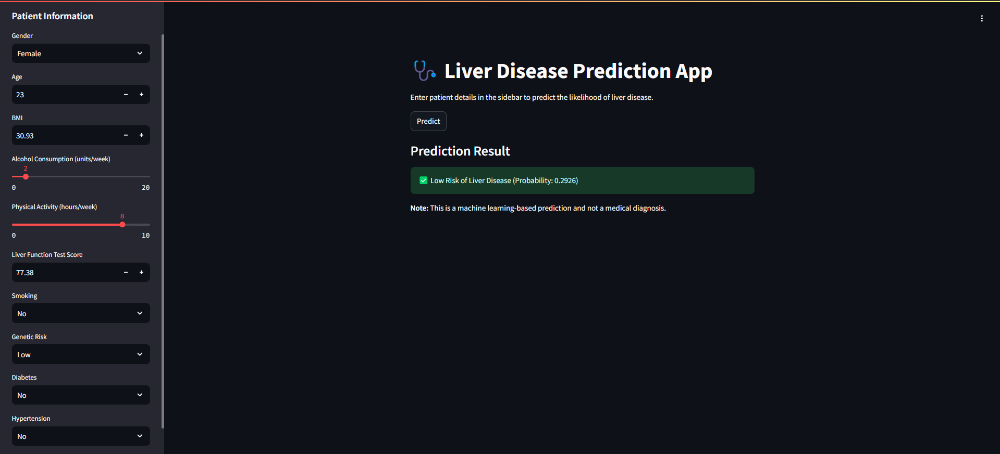 Patient Information
Gender
Female
Age
23
BMI
30.93
Alcohol Consumption (units/week)
2
0 20
Physical Activity (hours/week)
8
0 10
Liver Function Test Score
77.38
Smoking
No
Genetic Risk
Low
Diabetes
No
Hypertension
No
Liver Disease Prediction App
Enter patient details in the sidebar to predict the likelihood of liver disease.
Predict
Prediction Result
Low Risk of Liver Disease (Probability: 0.2926)
Note: This is a machine learning-based prediction and not a medical diagnosis.